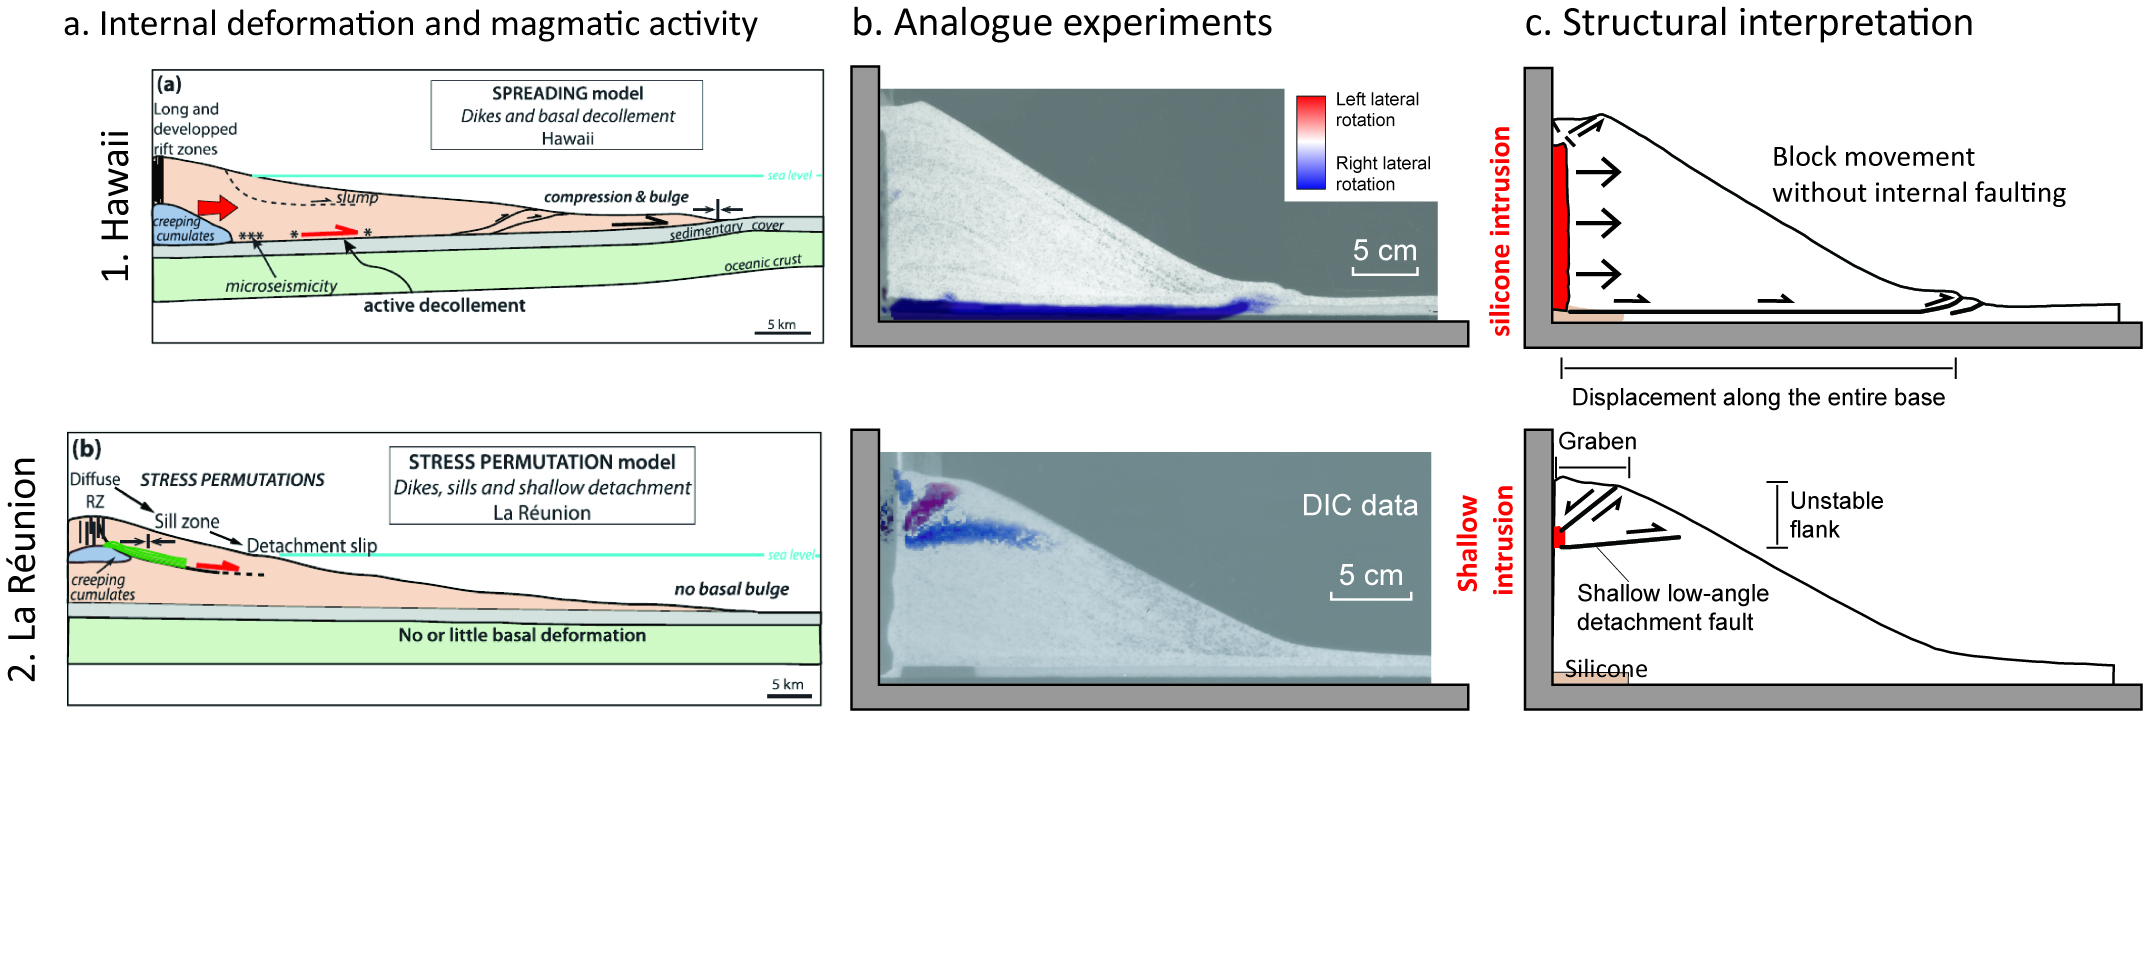 a. Internal deformation and magmatic activity
b. Analogue experiments
c. Structural interpretation
1. Hawaii
(a)
Long and
developped
rift zones
SPREADING model
Dikes and basal decollement
Hawaii
sea level
slump
compression & bulge
creeping
cumulates
***
*
*
sedimentary cover
oceanic crust
microseismicity
active decollement
5 km
Left lateral
rotation
Right lateral
rotation
5 cm
silicone intrusion
Block movement
without internal faulting
Displacement along the entire base
2. La Réunion
(b)
Diffuse
RZ
STRESS PERMUTATIONS
STRESS PERMUTATION model
Dikes, sills and shallow detachment
La Réunion
Sill zone
Detachment slip
sea level
creeping
cumulates
no basal bulge
No or little basal deformation
5 km
DIC data
5 cm
Shallow
intrusion
Graben
Unstable
flank
Shallow low-angle
detachment fault
Silicone